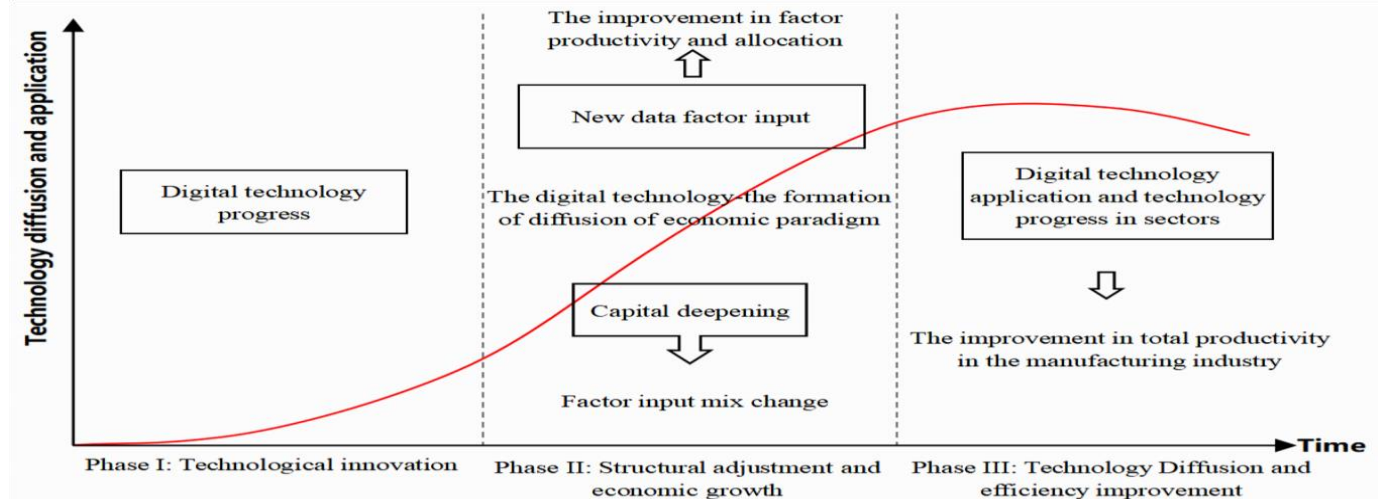 Technology diffusion and application
Digital technology
progress
Phase I: Technological innovation
The improvement in factor
productivity and allocation
New data factor input
The digital technology-the formation
of diffusion of economic paradigm
Capital deepening
Factor input mix change
Phase II: Structural adjustment and
economic growth
Digital technology
application and technology
progress in sectors
The improvement in total productivity
in the manufacturing industry
Phase III: Technology Diffusion and
efficiency improvement
Time